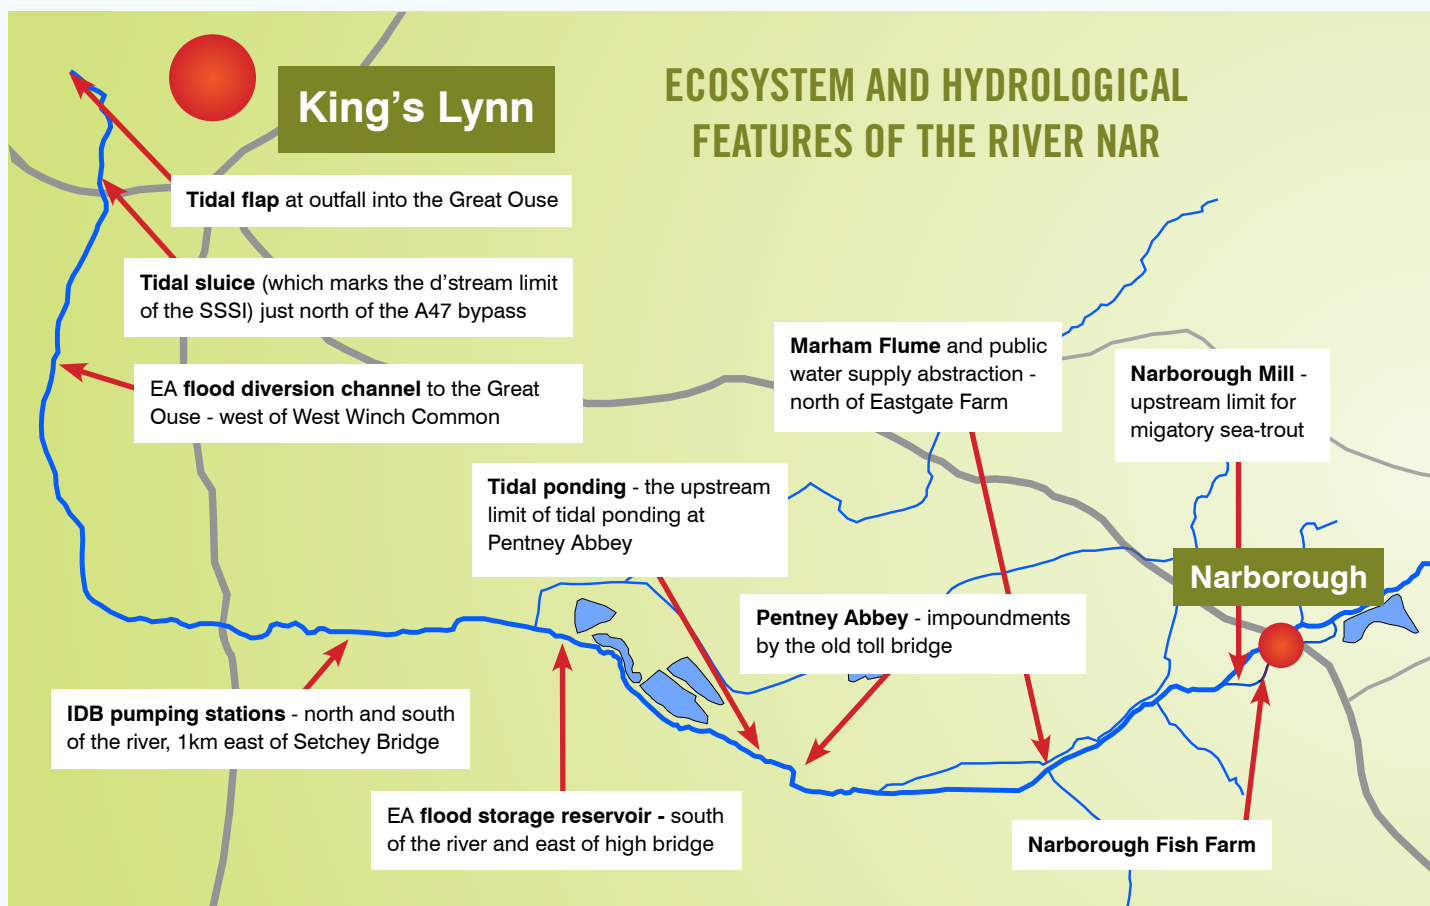 ECOSYSTEM AND HYDROLOGICAL
FEATURES OF THE RIVER NAR
King’s Lynn
Tidal flap at outfall into the Great Ouse
Tidal sluice (which marks the d’stream limit
of the SSSI) just north of the A47 bypass
EA flood diversion channel to the Great
Ouse - west of West Winch Common
Marham Flume and public
water supply abstraction -
north of Eastgate Farm
Narborough Mill -
upstream limit for
migatory sea-trout
Tidal ponding - the upstream
limit of tidal ponding at
Pentney Abbey
Narborough
Pentney Abbey - impoundments
by the old toll bridge
IDB pumping stations - north and south
of the river, 1km east of Setchey Bridge
EA flood storage reservoir - south
of the river and east of high bridge
Narborough Fish Farm